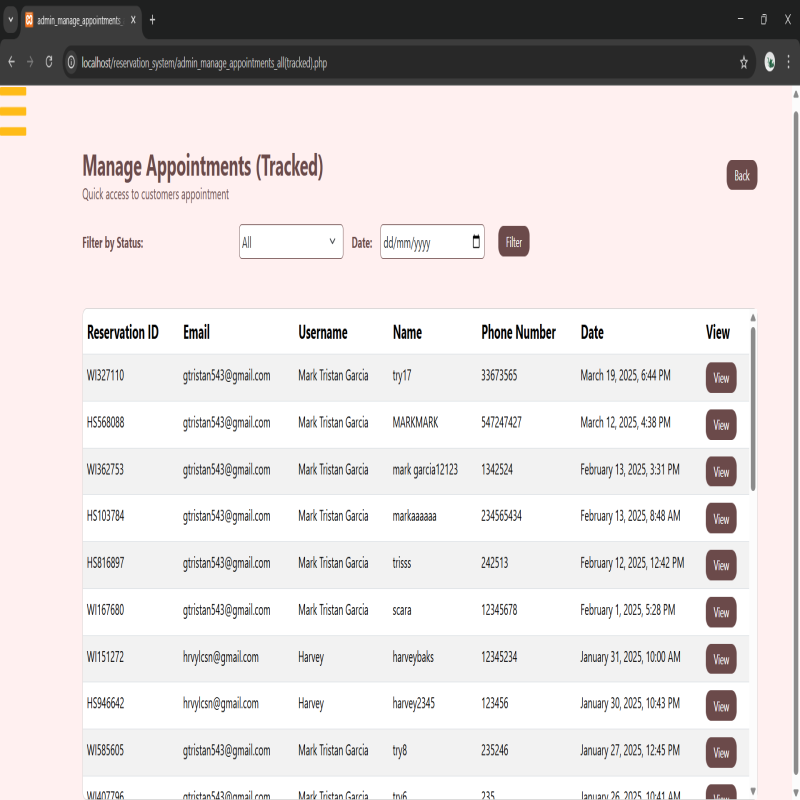 admin_manage_appointments_
localhost/reservation_system/admin_manage_appointments_all(tracked).php
Manage Appointments (Tracked)
Quick access to customers appointment
Back
Filter by Status: All Date: dd/mm/yyyy Filter
Reservation ID Email Username Name Phone Number Date View
WI327110 gtristan543@gmail.com Mark Tristan Garcia try17 33673565 March 19, 2025, 6:44 PM View
HS568088 gtristan543@gmail.com Mark Tristan Garcia MARKMARK 547247427 March 12, 2025, 4:38 PM View
WI362753 gtristan543@gmail.com Mark Tristan Garcia mark garcia12123 1342524 February 13, 2025, 3:31 PM View
HS103784 gtristan543@gmail.com Mark Tristan Garcia markaaaaaa 234565434 February 13, 2025, 8:48 AM View
HS816897 gtristan543@gmail.com Mark Tristan Garcia trisss 242513 February 12, 2025, 12:42 PM View
WI167680 gtristan543@gmail.com Mark Tristan Garcia scara 12345678 February 1, 2025, 5:28 PM View
WI151272 hrvylcsn@gmail.com Harvey harveybaks 12345234 January 31, 2025, 10:00 AM View
HS946642 hrvylcsn@gmail.com Harvey harvey2345 123456 January 30, 2025, 10:43 PM View
WI585605 gtristan543@gmail.com Mark Tristan Garcia try8 235246 January 27, 2025, 12:45 PM View
WI407796 gtristan543@gmail.com Mark Tristan Garcia try6 235 January 26, 2025, 10:41 AM View